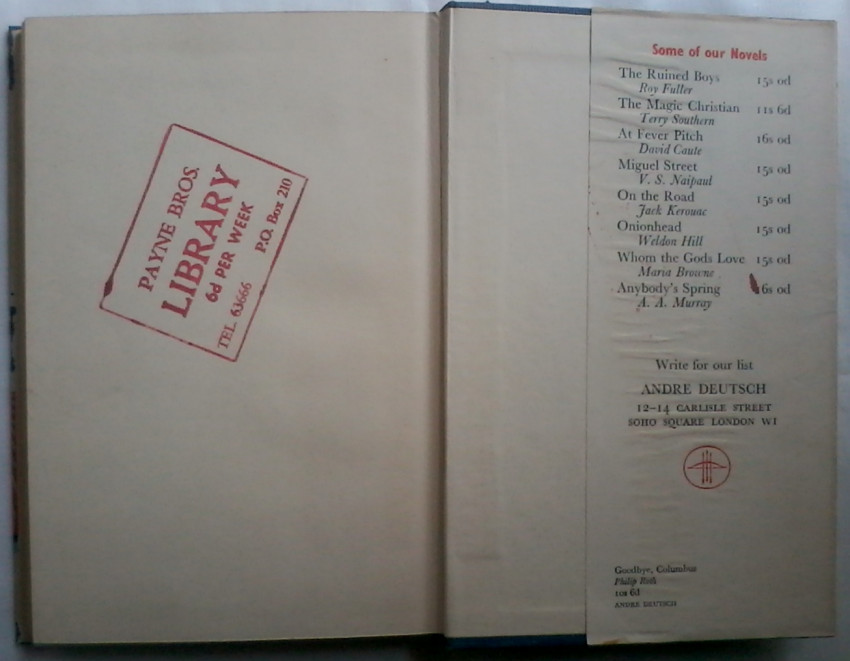 PAYNE BROS.
LIBRARY
6d PER WEEK
TEL. 63666 P.O. Box 210
Some of our Novels
The Ruined Boys 15s od
Roy Fuller
The Magic Christian 11s 6d
Terry Southern
At Fever Pitch 16s od
David Caute
Miguel Street 15s od
V. S. Naipaul
On the Road 15s od
Jack Kerouac
Onionhead 15s od
Weldon Hill
Whom the Gods Love 15s od
Maria Browne
Anybody's Spring 6s od
A. A. Murray
Write for our list
ANDRE DEUTSCH
12–14 CARLISLE STREET
SOHO SQUARE LONDON W1
Goodbye, Columbus
Philip Roth
10s 6d
ANDRE DEUTSCH